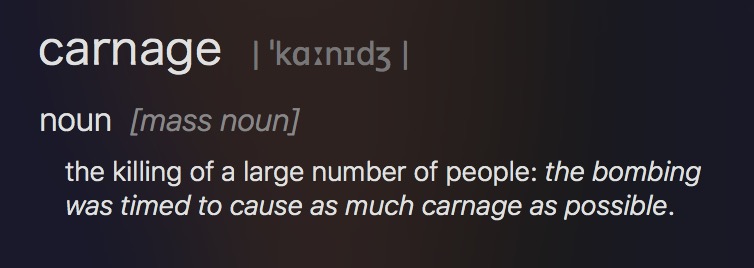 carnage | ˈkɑːnɪdʒ |
noun [mass noun]
the killing of a large number of people: the bombing
was timed to cause as much carnage as possible.